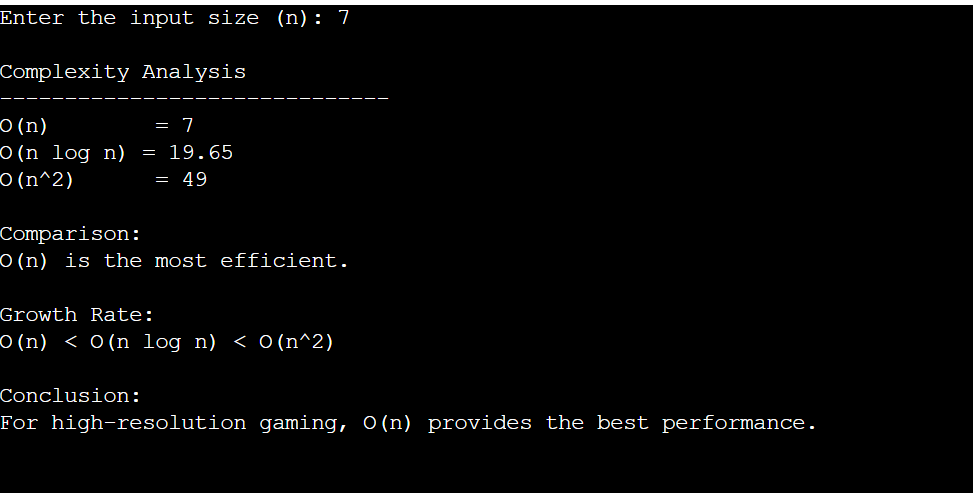 Enter the input size (n): 7
Complexity Analysis
------------------------------
O(n)        = 7
O(n log n) = 19.65
O(n^2)      = 49
Comparison:
O(n) is the most efficient.
Growth Rate:
O(n) < O(n log n) < O(n^2)
Conclusion:
For high-resolution gaming, O(n) provides the best performance.